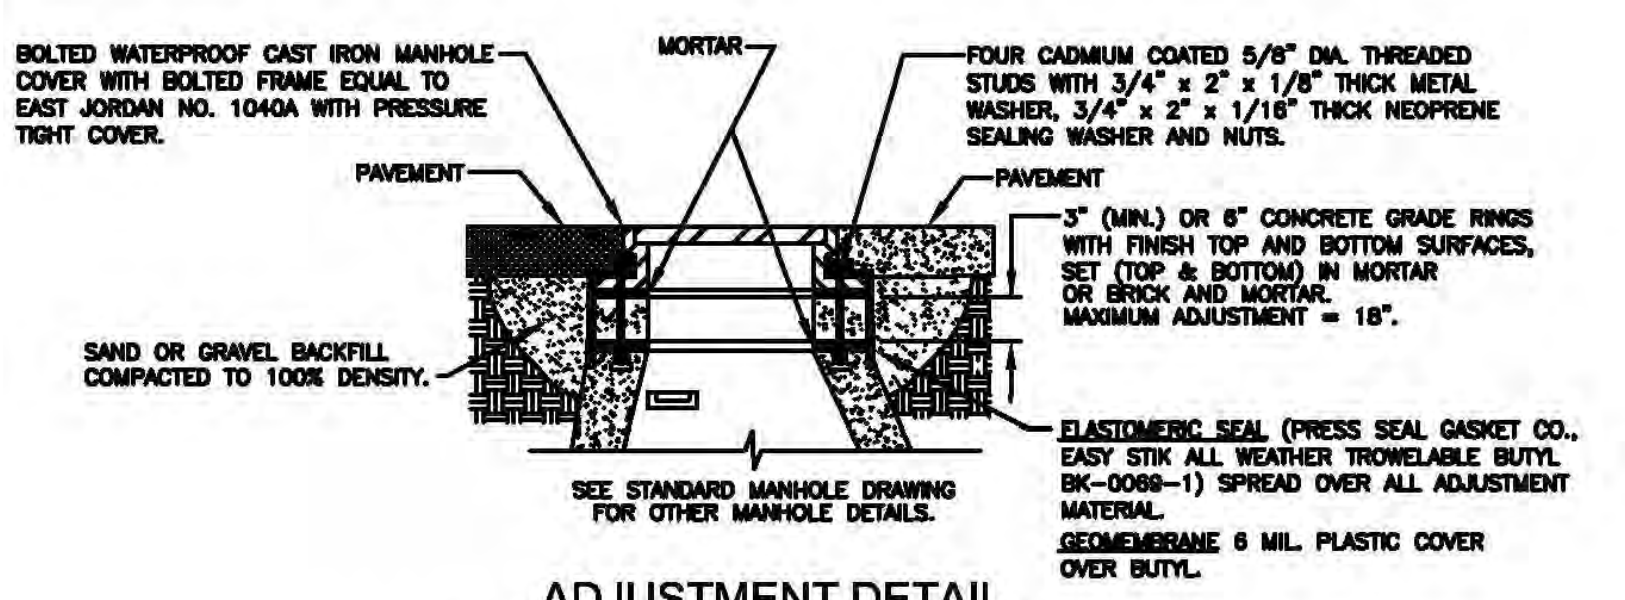 BOLTED WATERPROOF CAST IRON MANHOLE
COVER WITH BOLTED FRAME EQUAL TO
EAST JORDAN NO. 1040A WITH PRESSURE
TIGHT COVER.
MORTAR
FOUR CADMIUM COATED 5/8" DIA. THREADED
STUDS WITH 3/4" x 2" x 1/8" THICK METAL
WASHER, 3/4" x 2" x 1/16" THICK NEOPRENE
SEALING WASHER AND NUTS.
PAVEMENT
PAVEMENT
3" (MIN.) OR 6" CONCRETE GRADE RINGS
WITH FINISH TOP AND BOTTOM SURFACES,
SET (TOP & BOTTOM) IN MORTAR
OR BRICK AND MORTAR.
MAXIMUM ADJUSTMENT = 18".
SAND OR GRAVEL BACKFILL
COMPACTED TO 100% DENSITY.
ELASTOMERIC SEAL (PRESS SEAL GASKET CO.,
EASY STIK ALL WEATHER TROWELABLE BUTYL
BK-0069-1) SPREAD OVER ALL ADJUSTMENT
MATERIAL.
GEOMEMBRANE 6 MIL. PLASTIC COVER
OVER BUTYL.
SEE STANDARD MANHOLE DRAWING
FOR OTHER MANHOLE DETAILS.
ADJUSTMENT DETAIL